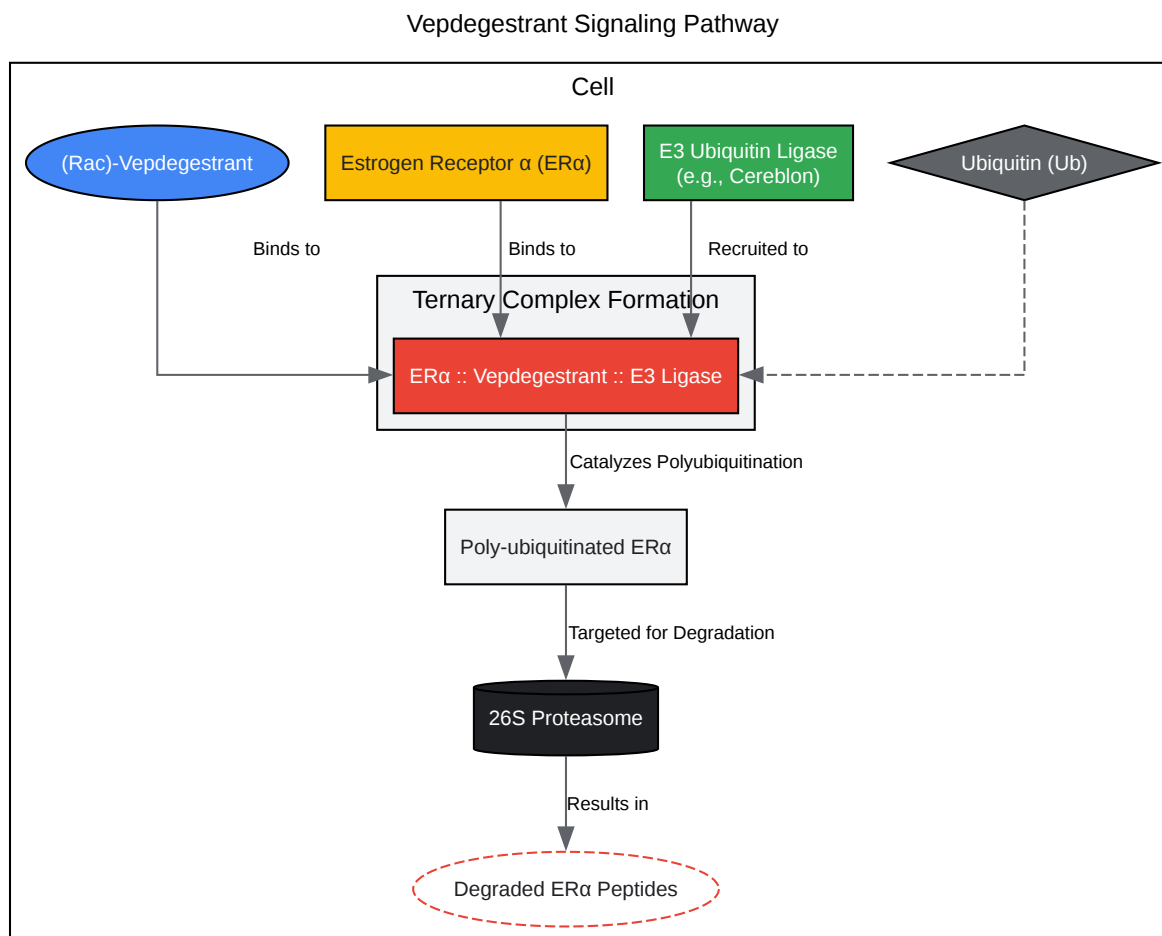 Vepdegestrant Signaling Pathway
Cell
(Rac)-Vepdegestrant
Estrogen Receptor α (ERα)
E3 Ubiquitin Ligase
(e.g., Cereblon)
Ubiquitin (Ub)
Binds to
Binds to
Recruited to
Ternary Complex Formation
ERα :: Vepdegestrant :: E3 Ligase
Catalyzes Polyubiquitination
Poly-ubiquitinated ERα
Targeted for Degradation
26S Proteasome
Results in
Degraded ERα Peptides